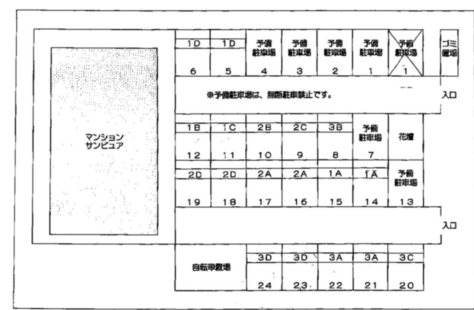 1D 1D 予備駐車場 予備駐車場 予備駐車場 予備駐車場 予備駐車場 ゴミ置場
6 5 4 3 2 1 1
※予備駐車場は、無断駐車禁止です。 入口
マンション
サンピュア
1B 1C 2B 2C 3B 予備駐車場 花壇
12 11 10 9 8 7
2D 2D 2A 2A 1A 1A 予備駐車場
19 18 17 16 15 14 13
入口
自転車置場 3D 3D 3A 3A 3C
24 23 22 21 20